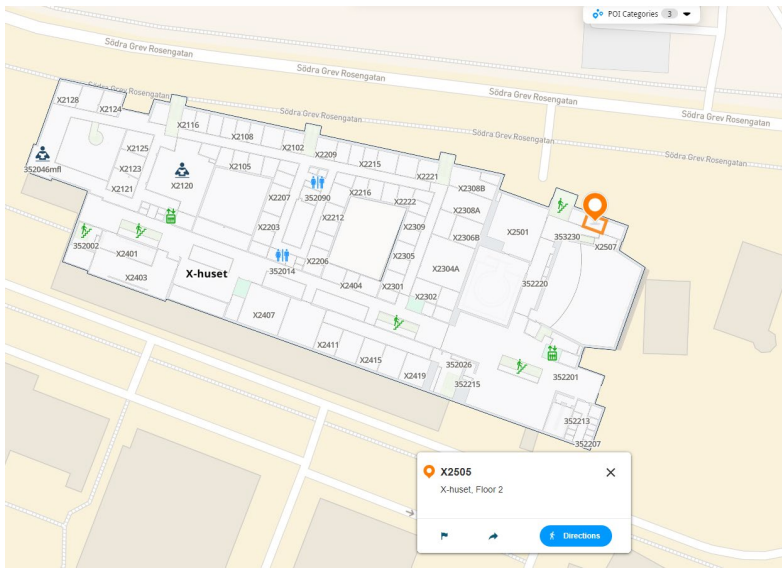 POI Categories 3
Södra Grev Rosengatan
Södra Grev Rosengatan
Södra Grev Rosengatan
Södra Grev Rosengatan
Södra Grev Rosengatan
Södra Grev Rosengatan
Södra Grev Rosengatan
Södra Grev Rosengatan
X2128
X2124
X2116
X2108
X2102
X2209
X2215
X2221
X2125
X2123
X2121
352046mfl
X2120
X2105
352090
X2216
X2222
X2207
X2212
X2203
X2206
X2308B
X2308A
X2309
X2306B
X2305
X2304A
X2501
353230
X2507
352220
352002
X2401
X2403
X-huset
352014
X2404
X2301
X2302
X2407
X2411
X2415
X2419
352026
352215
352201
352213
352207
X2505
X-huset, Floor 2
Directions